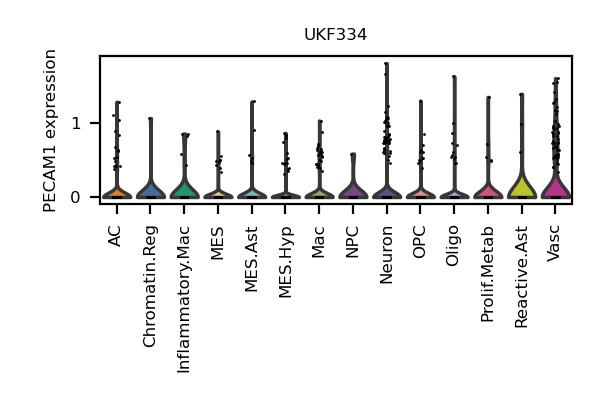 UKF334
PECAM1 expression
1
0
AC
Chromatin.Reg
Inflammatory.Mac
MES
MES.Ast
MES.Hyp
Mac
NPC
Neuron
OPC
Oligo
Prolif.Metab
Reactive.Ast
Vasc